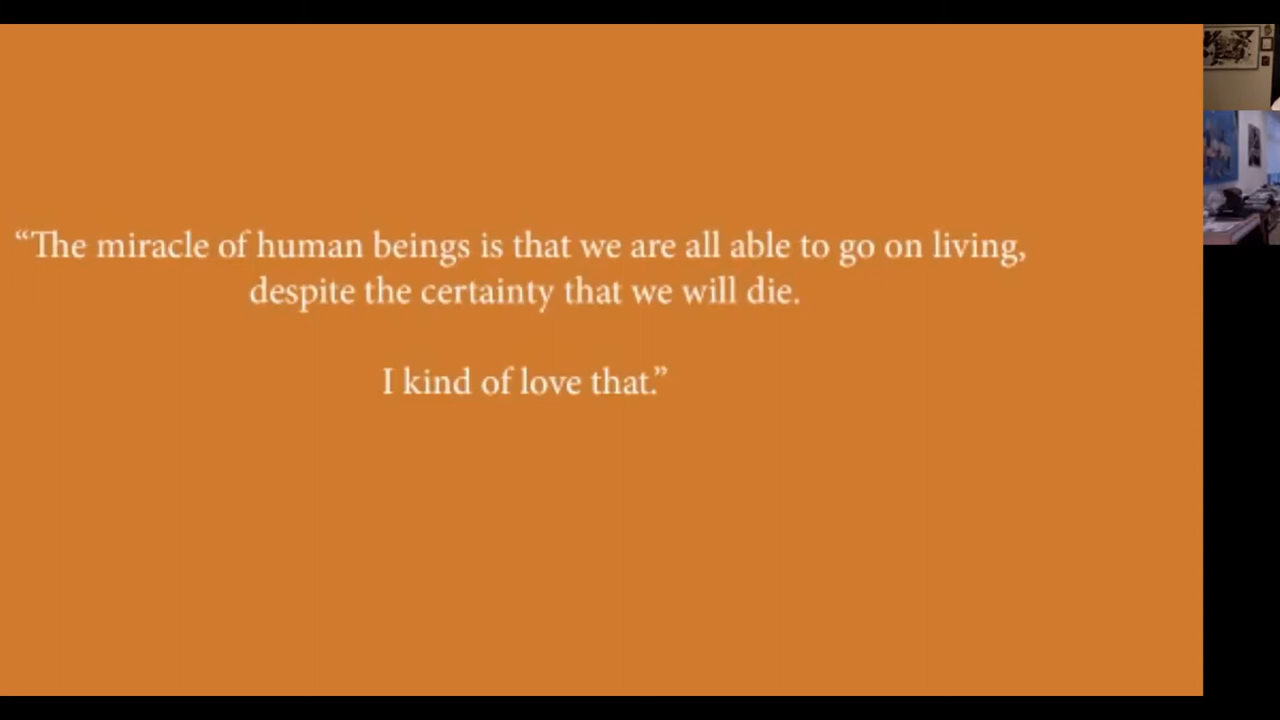 “The miracle of human beings is that we are all able to go on living,
despite the certainty that we will die.
I kind of love that.”